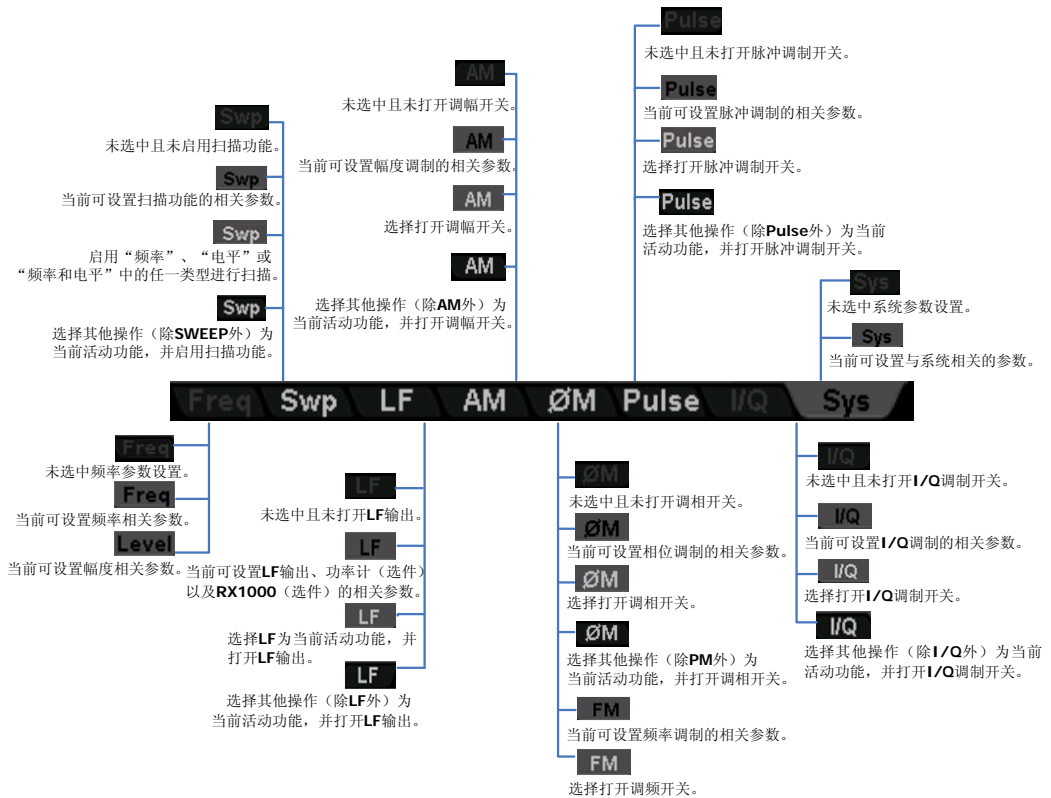 Swp
未选中且未启用扫描功能。
Swp
当前可设置扫描功能的相关参数。
Swp
启用“频率”、“电平”或
“频率和电平”中的任一类型进行扫描。
Swp
选择其他操作（除SWEEP外）为
当前活动功能，并启用扫描功能。
AM
未选中且未打开调幅开关。
AM
当前可设置幅度调制的相关参数。
AM
选择打开调幅开关。
AM
选择其他操作（除AM外）为
当前活动功能，并打开调幅开关。
Pulse
未选中且未打开脉冲调制开关。
Pulse
当前可设置脉冲调制的相关参数。
Pulse
选择打开脉冲调制开关。
Pulse
选择其他操作（除Pulse外）为当前
活动功能，并打开脉冲调制开关。
Sys
未选中系统参数设置。
Sys
当前可设置与系统相关的参数。
Freq Swp LF AM ØM Pulse I/Q Sys
Freq
未选中频率参数设置。
Freq
当前可设置频率相关参数。
Level
当前可设置幅度相关参数。
LF
未选中且未打开LF输出。
LF
当前可设置LF输出、功率计（选件）
以及RX1000（选件）的相关参数。
LF
选择LF为当前活动功能，并
打开LF输出。
LF
选择其他操作（除LF外）为
当前活动功能，并打开LF输出。
ØM
未选中且未打开调相开关。
ØM
当前可设置相位调制的相关参数。
ØM
选择打开调相开关。
ØM
选择其他操作（除PM外）为
当前活动功能，并打开调相开关。
FM
当前可设置频率调制的相关参数。
FM
选择打开调频开关。
I/Q
未选中且未打开I/Q调制开关。
I/Q
当前可设置I/Q调制的相关参数。
I/Q
选择打开I/Q调制开关。
I/Q
选择其他操作（除I/Q外）为当前
活动功能，并打开I/Q调制开关。